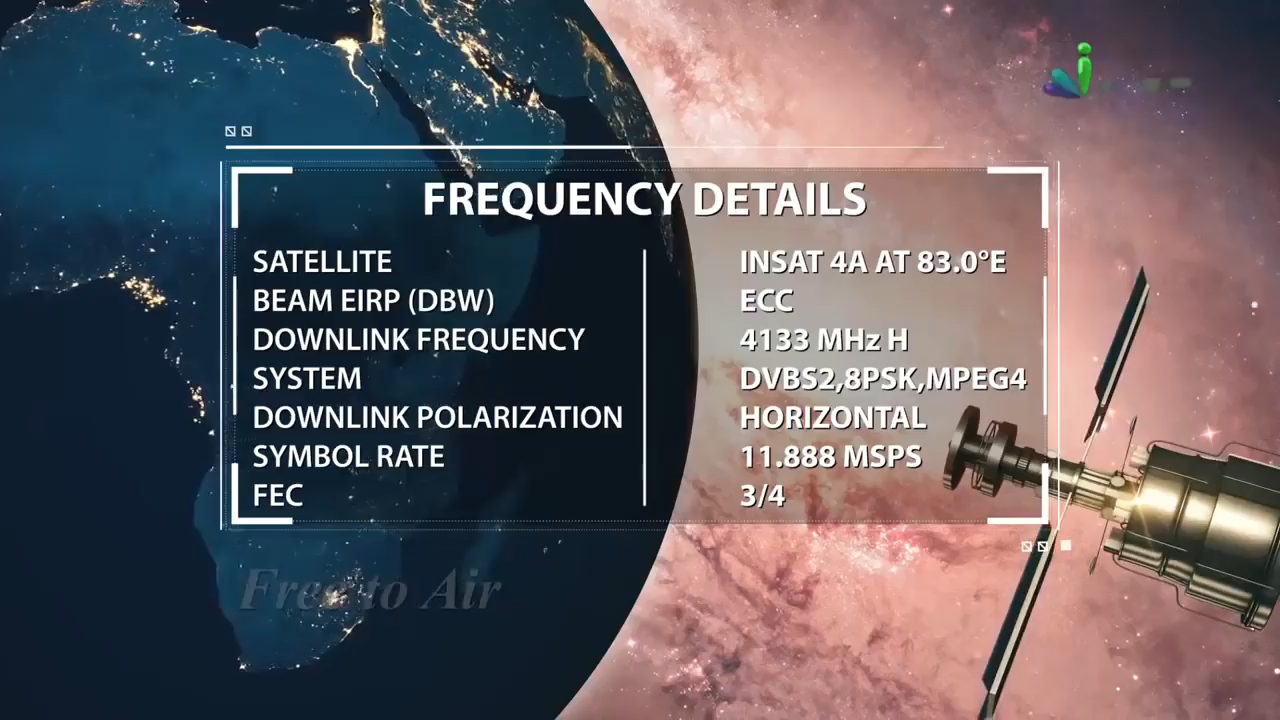 FREQUENCY DETAILS
SATELLITE INSAT 4A AT 83.0°E
BEAM EIRP (DBW) ECC
DOWNLINK FREQUENCY 4133 MHz H
SYSTEM DVBS2,8PSK,MPEG4
DOWNLINK POLARIZATION HORIZONTAL
SYMBOL RATE 11.888 MSPS
FEC 3/4
Free to Air